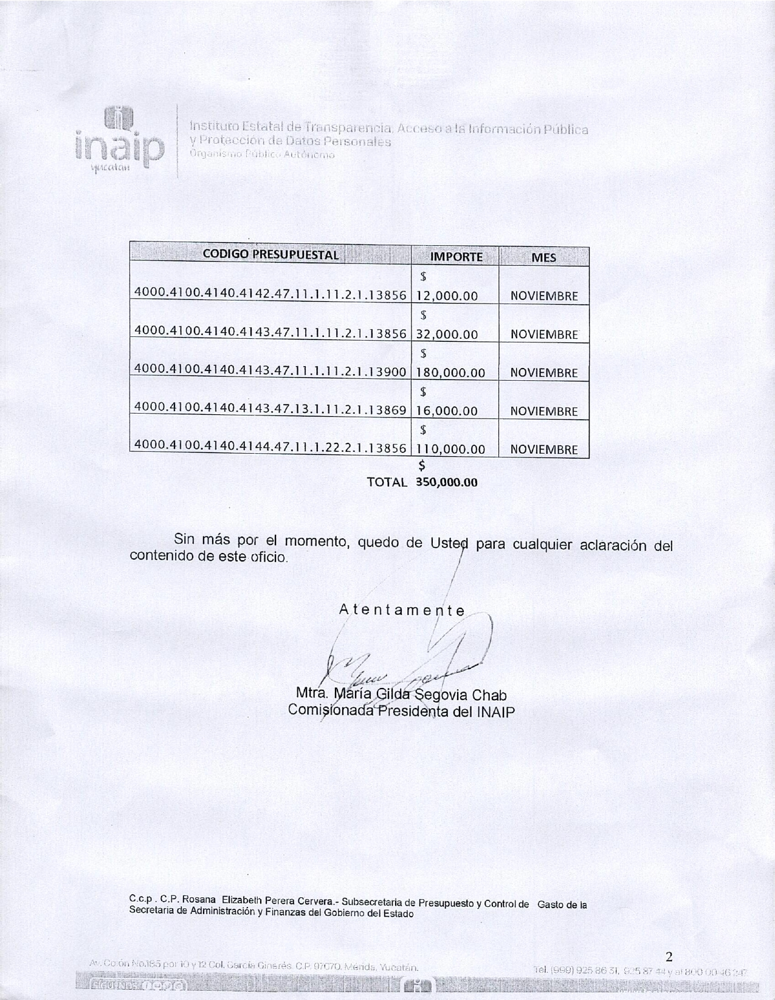 inaip
yucatan
Instituto Estatal de Transparencia, Acceso a la Información Pública
y Protección de Datos Personales
Organismo Público Autónomo
CODIGO PRESUPUESTAL IMPORTE MES
$
4000.4100.4140.4142.47.11.1.11.2.1.13856 12,000.00 NOVIEMBRE
$
4000.4100.4140.4143.47.11.1.11.2.1.13856 32,000.00 NOVIEMBRE
$
4000.4100.4140.4143.47.11.1.11.2.1.13900 180,000.00 NOVIEMBRE
$
4000.4100.4140.4143.47.13.1.11.2.1.13869 16,000.00 NOVIEMBRE
$
4000.4100.4140.4144.47.11.1.22.2.1.13856 110,000.00 NOVIEMBRE
$
TOTAL 350,000.00
Sin más por el momento, quedo de Usted para cualquier aclaración del
contenido de este oficio.
Atentamente
Mtra. María Gilda Segovia Chab
Comisionada Presidenta del INAIP
C.c.p . C.P. Rosana Elizabeth Perera Cervera.- Subsecretaria de Presupuesto y Control de Gasto de la
Secretaria de Administración y Finanzas del Gobierno del Estado
2
Av. Colón No.185 por 10 y 12 Col. García Ginerés, C.P. 97070, Mérida, Yucatán.
Tel. (999) 925 86 31, 925 87 44 y al 800 00 46 247
SÍGUENOS